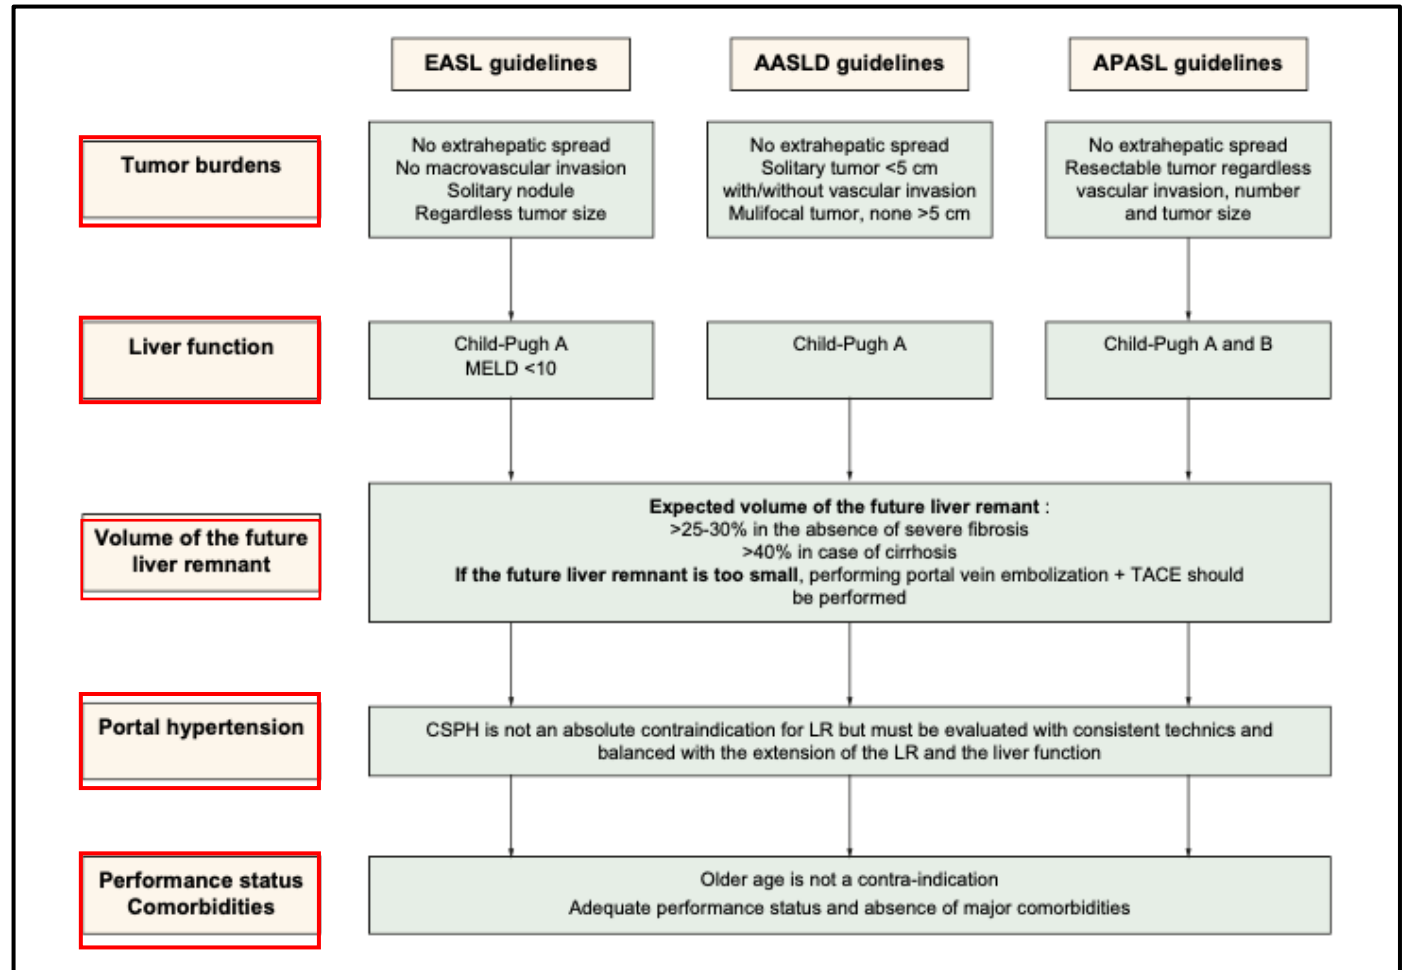 EASL guidelines
AASLD guidelines
APASL guidelines
Tumor burdens
No extrahepatic spread
No macrovascular invasion
Solitary nodule
Regardless tumor size
No extrahepatic spread
Solitary tumor <5 cm
with/without vascular invasion
Mulifocal tumor, none >5 cm
No extrahepatic spread
Resectable tumor regardless
vascular invasion, number
and tumor size
Liver function
Child-Pugh A
MELD <10
Child-Pugh A
Child-Pugh A and B
Volume of the future
liver remnant
Expected volume of the future liver remant :
>25-30% in the absence of severe fibrosis
>40% in case of cirrhosis
If the future liver remnant is too small, performing portal vein embolization + TACE should
be performed
Portal hypertension
CSPH is not an absolute contraindication for LR but must be evaluated with consistent technics and
balanced with the extension of the LR and the liver function
Performance status
Comorbidities
Older age is not a contra-indication
Adequate performance status and absence of major comorbidities